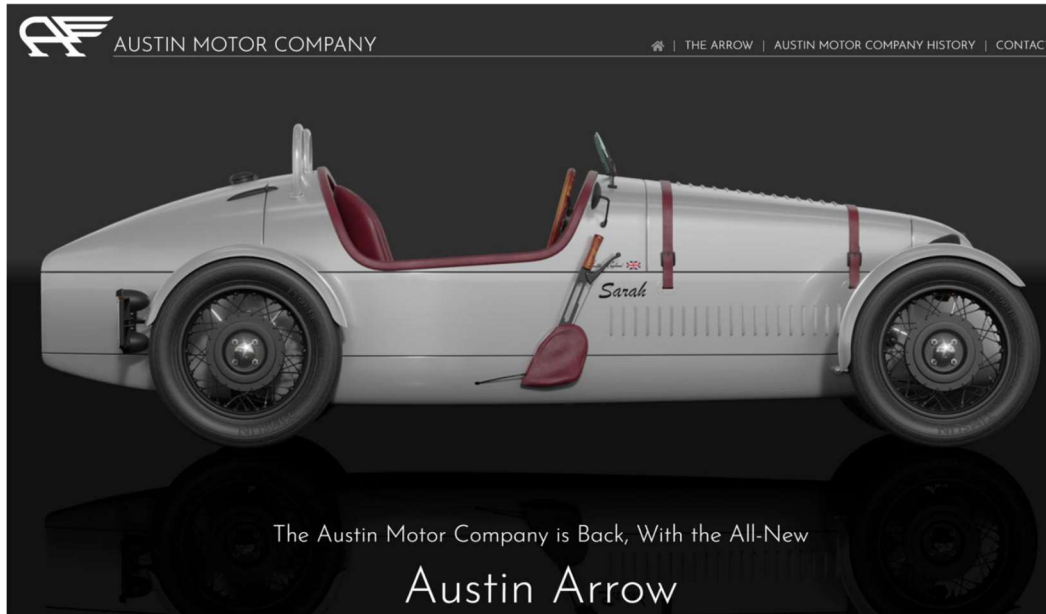 AUSTIN MOTOR COMPANY
| THE ARROW | AUSTIN MOTOR COMPANY HISTORY | CONTACT
Sarah
The Austin Motor Company is Back, With the All-New
Austin Arrow